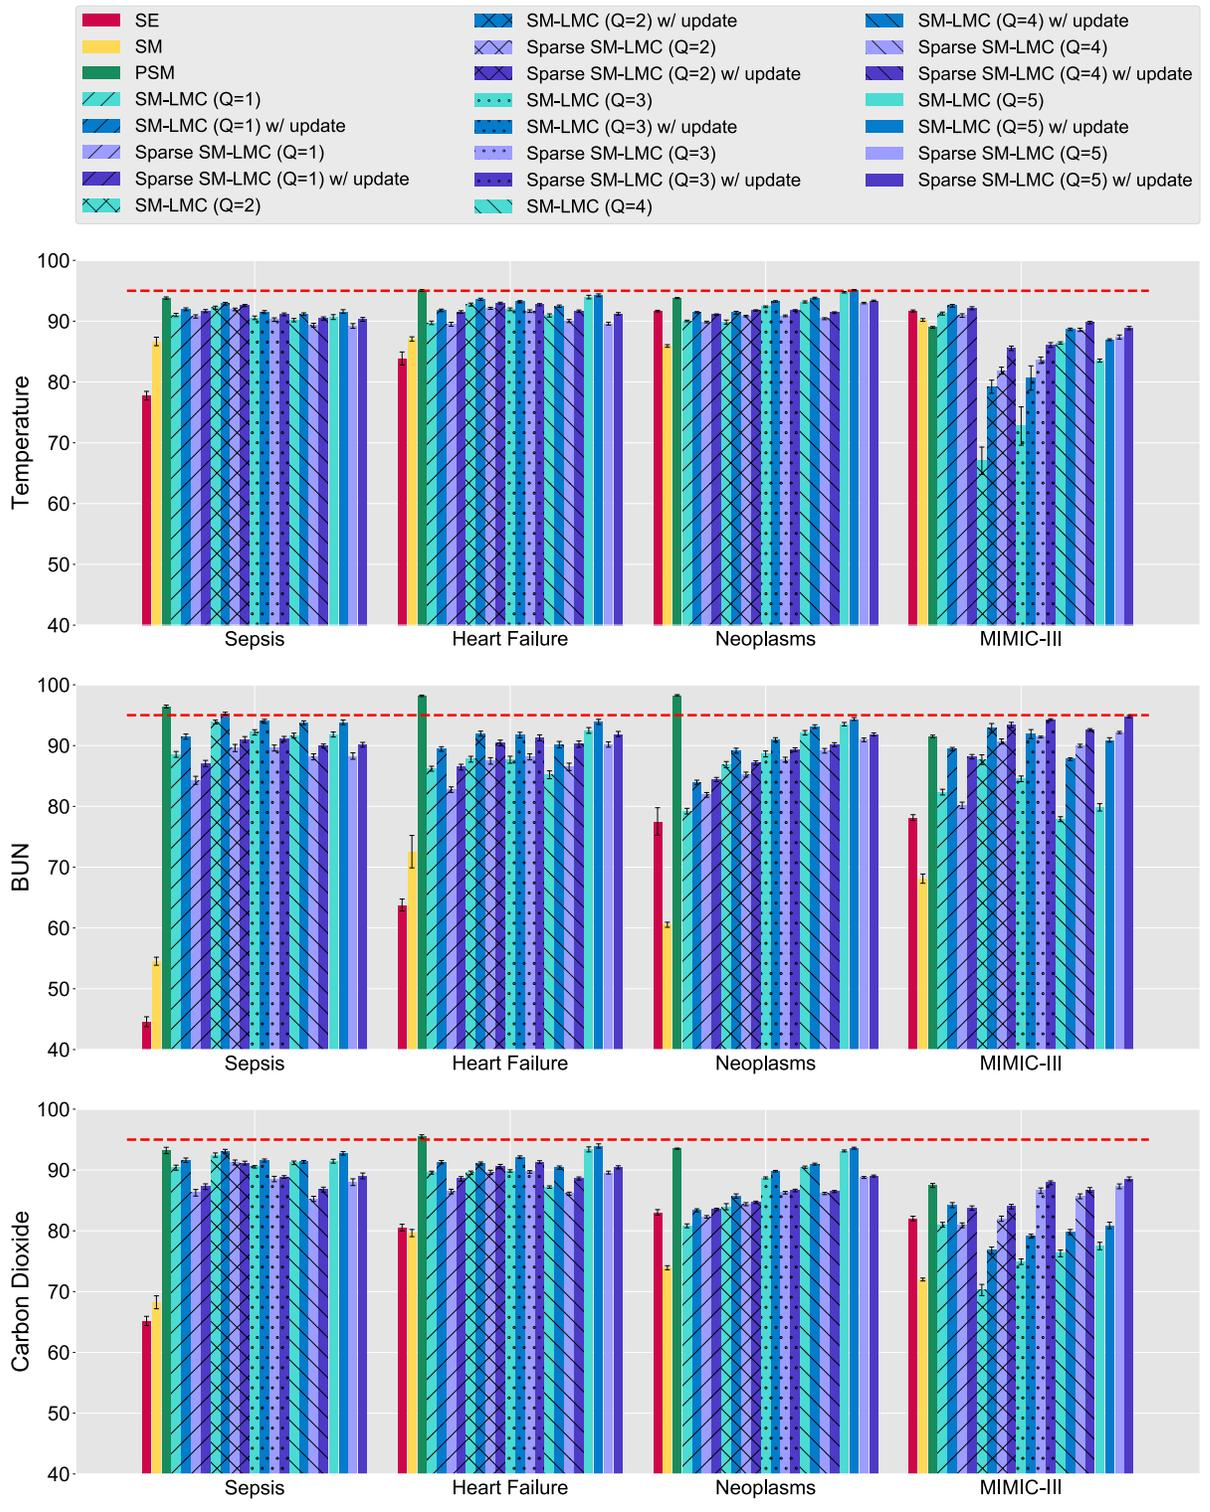 SE
SM
PSM
SM-LMC (Q=1)
SM-LMC (Q=1) w/ update
Sparse SM-LMC (Q=1)
Sparse SM-LMC (Q=1) w/ update
SM-LMC (Q=2)
SM-LMC (Q=2) w/ update
Sparse SM-LMC (Q=2)
Sparse SM-LMC (Q=2) w/ update
SM-LMC (Q=3)
SM-LMC (Q=3) w/ update
Sparse SM-LMC (Q=3)
Sparse SM-LMC (Q=3) w/ update
SM-LMC (Q=4)
SM-LMC (Q=4) w/ update
Sparse SM-LMC (Q=4)
Sparse SM-LMC (Q=4) w/ update
SM-LMC (Q=5)
SM-LMC (Q=5) w/ update
Sparse SM-LMC (Q=5)
Sparse SM-LMC (Q=5) w/ update
Temperature
100
90
80
70
60
50
40
Sepsis Heart Failure Neoplasms MIMIC-III
BUN
100
90
80
70
60
50
40
Sepsis Heart Failure Neoplasms MIMIC-III
Carbon Dioxide
100
90
80
70
60
50
40
Sepsis Heart Failure Neoplasms MIMIC-III